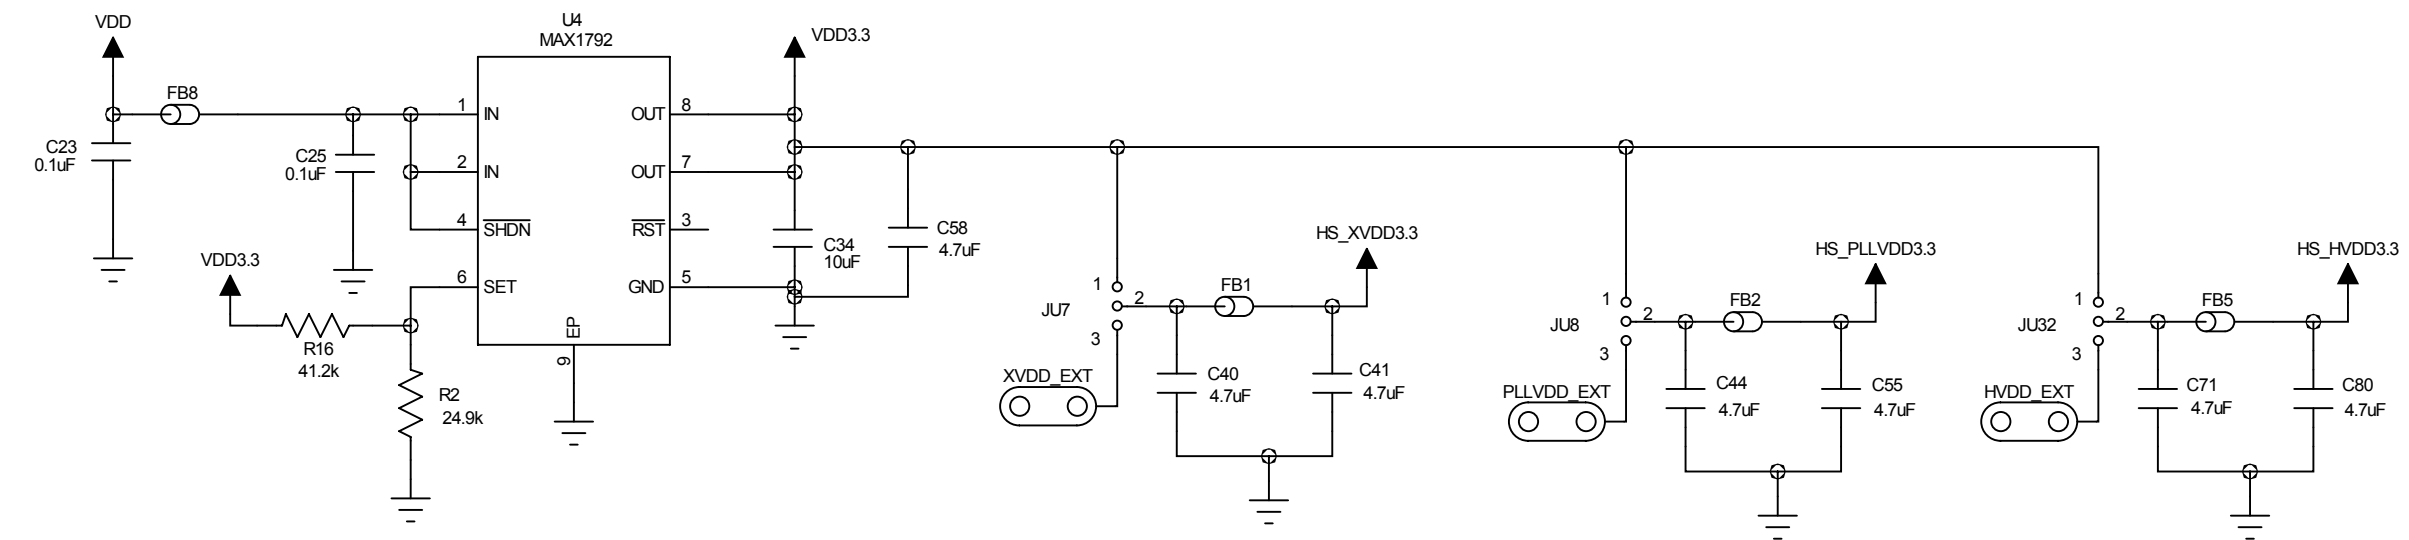 VDD
U4
MAX1792
VDD3.3
FB8
1
IN
OUT
8
C23
0.1uF
C25
0.1uF
2
IN
OUT
7
4
SHDN
RST
3
C34
10uF
C58
4.7uF
VDD3.3
6
SET
GND
5
R16
41.2k
EP
9
R2
24.9k
HS_XVDD3.3
1
FB1
JU7
2
3
XVDD_EXT
C40
4.7uF
C41
4.7uF
HS_PLLVDD3.3
1
FB2
JU8
2
3
PLLVDD_EXT
C44
4.7uF
C55
4.7uF
HS_HVDD3.3
1
FB5
JU32
2
3
HVDD_EXT
C71
4.7uF
C80
4.7uF